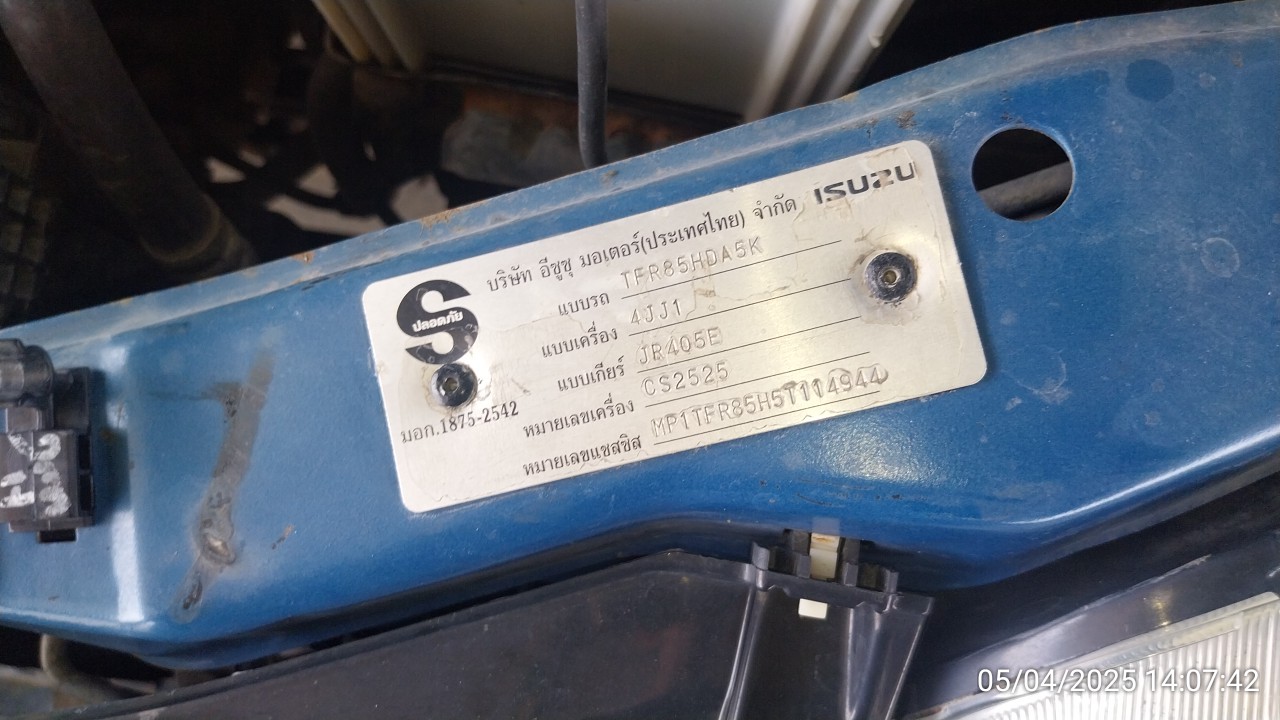 บริษัท อีซูซุ มอเตอร์(ประเทศไทย) จำกัด ISUZU
แบบรถ TFR85HDA5K
แบบเครื่อง 4JJ1
แบบเกียร์ JR405E
หมายเลขเครื่อง CS2525
หมายเลขแชสซิส MP1TFR85H5T114944
S
ปลอดภัย
มอก.1875-2542
05/04/2025 14:07:42